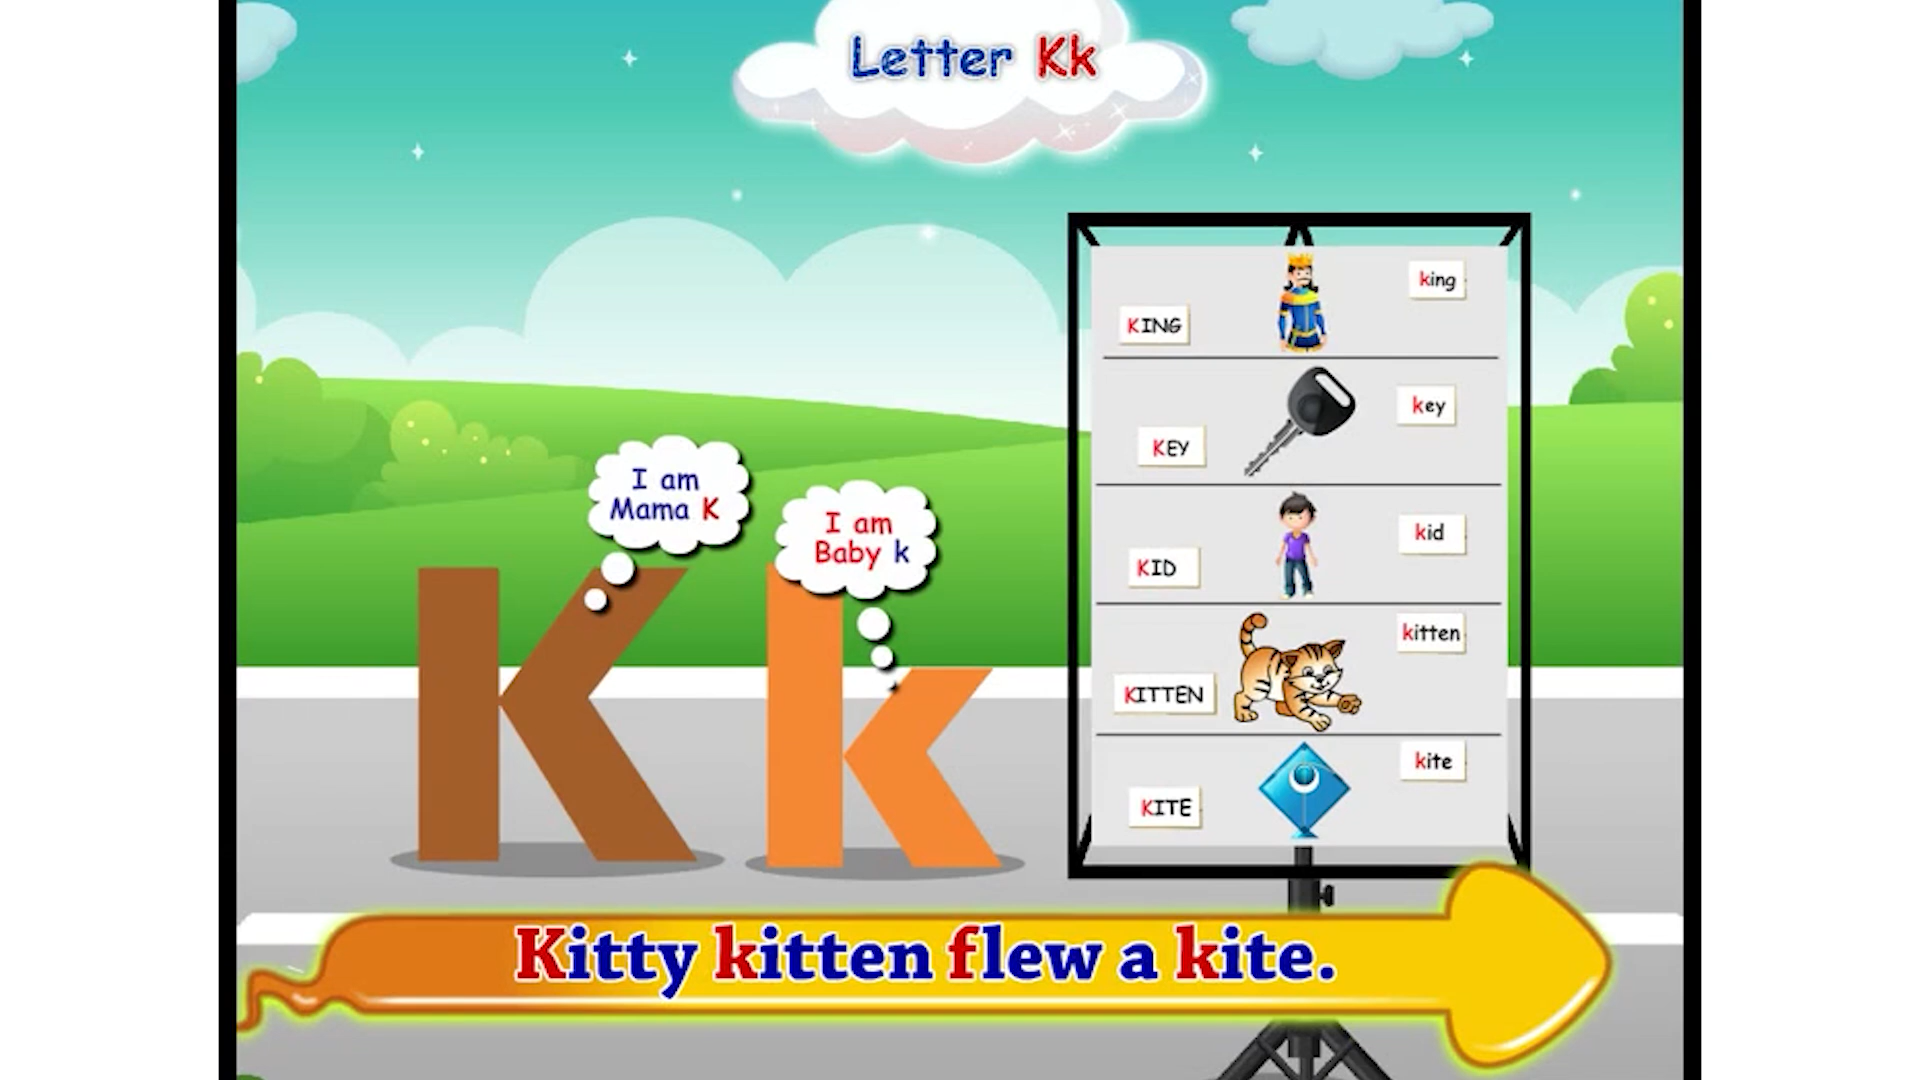 Letter Kk
I am
Mama K
I am
Baby k
king
KING
key
KEY
kid
KID
kitten
KITTEN
kite
KITE
Kitty kitten flew a kite.